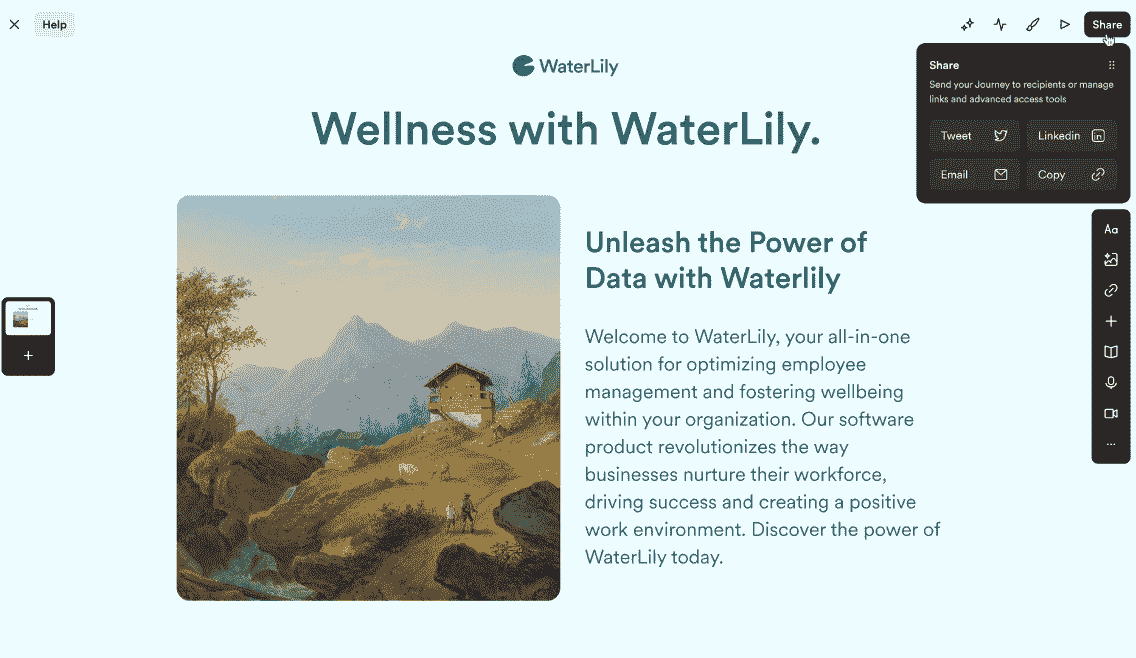 Help
Share
WaterLily
Share
Send your Journey to recipients or manage
links and advanced access tools
Wellness with WaterLily.
Tweet
Linkedin
Email
Copy
Aa
Unleash the Power of
Data with Waterlily
Welcome to WaterLily, your all-in-one
solution for optimizing employee
management and fostering wellbeing
within your organization. Our software
product revolutionizes the way
businesses nurture their workforce,
driving success and creating a positive
work environment. Discover the power of
WaterLily today.